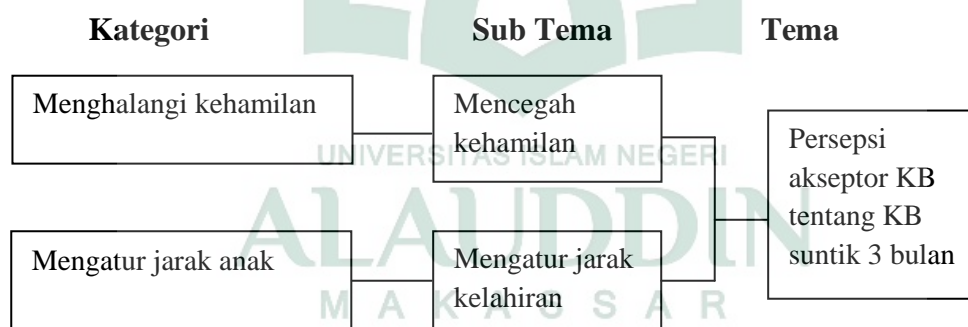 Kategori Sub Tema Tema
Menghalangi kehamilan
Mencegah
kehamilan
Mengatur jarak anak
Mengatur jarak
kelahiran
Persepsi
akseptor KB
tentang KB
suntik 3 bulan
UNIVERSITAS ISLAM NEGERI
ALAUDDIN
MAKASSAR